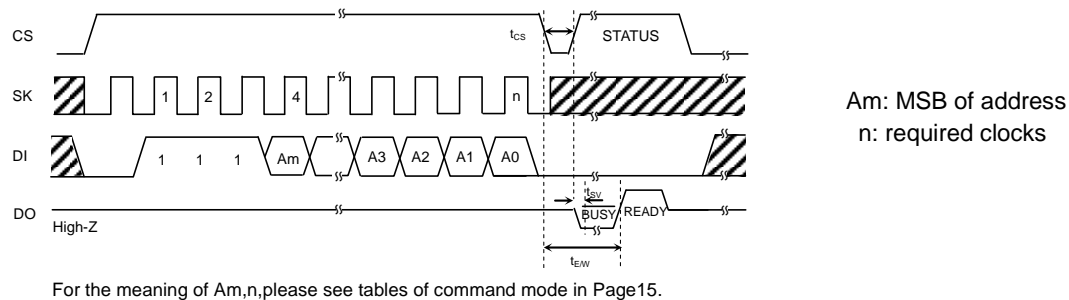 CS
tCS
STATUS
SK
1 2 4 n
DI
1 1 1 Am A3 A2 A1 A0
DO
High-Z
tSV
BUSY READY
tE/W
Am: MSB of address
n: required clocks
For the meaning of Am,n,please see tables of command mode in Page15.